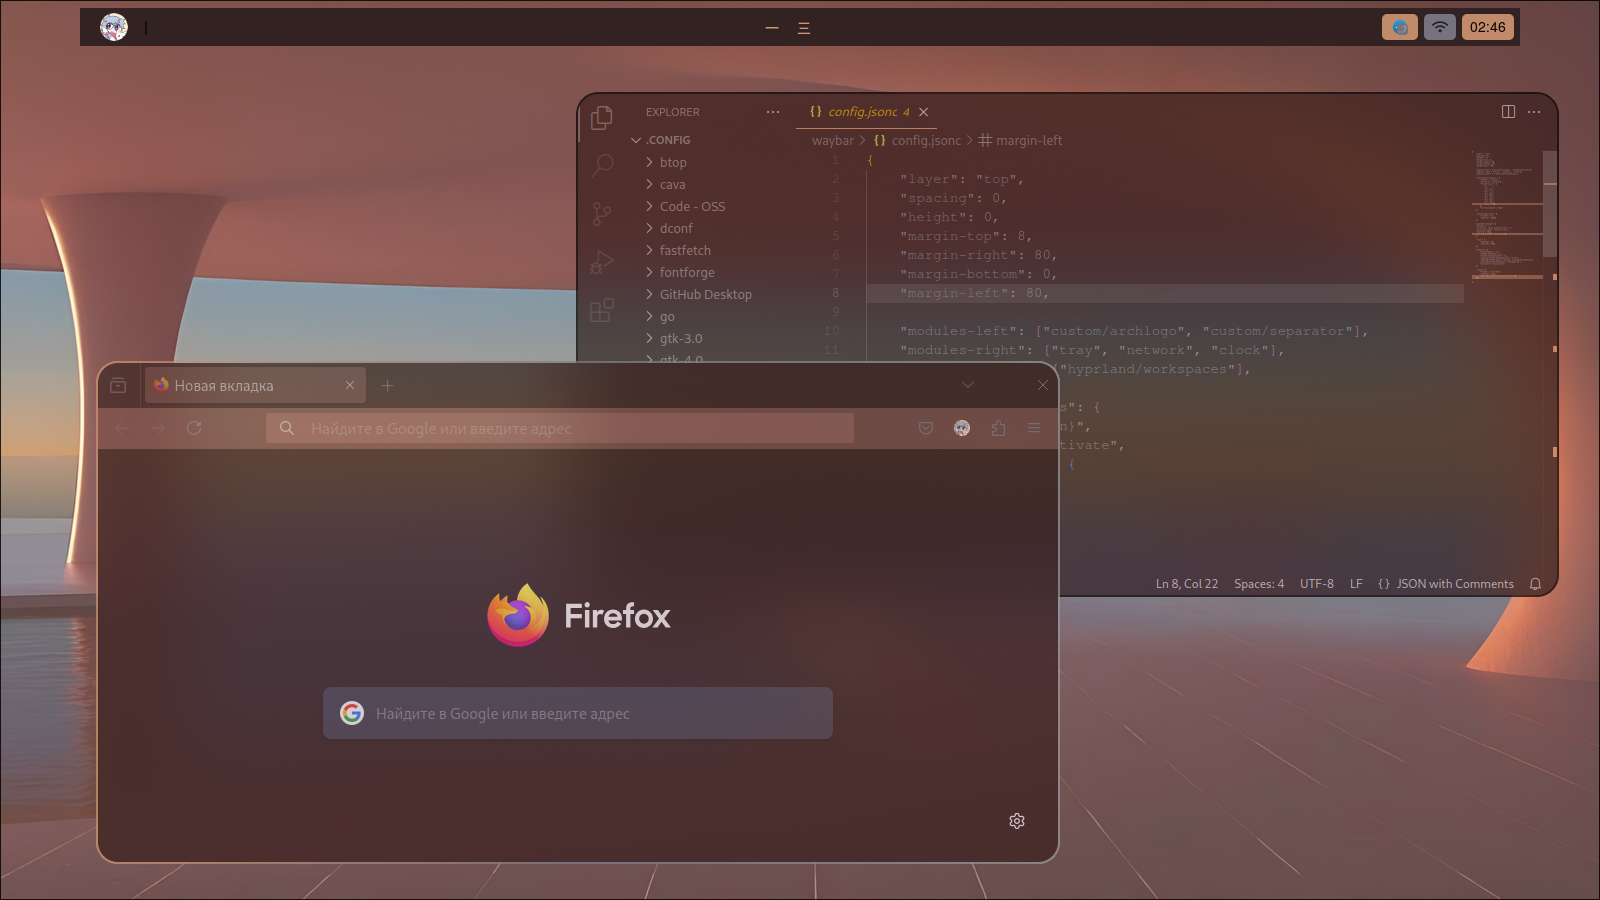 一 三
02:46
EXPLORER
.CONFIG
btop
cava
Code - OSS
dconf
fastfetch
fontforge
GitHub Desktop
go
gtk-3.0
gtk-4.0
config.jsonc 4
waybar > {} config.jsonc > # margin-left
1 {
2 "layer": "top",
3 "spacing": 0,
4 "height": 0,
5 "margin-top": 8,
6 "margin-right": 80,
7 "margin-bottom": 0,
8 "margin-left": 80,
9
10 "modules-left": ["custom/archlogo", "custom/separator"],
11 "modules-right": ["tray", "network", "clock"],
["hyprland/workspaces"],
s": {
n}",
tivate",
{
Ln 8, Col 22 Spaces: 4 UTF-8 LF {} JSON with Comments
Новая вкладка
Найдите в Google или введите адрес
Firefox
Найдите в Google или введите адрес